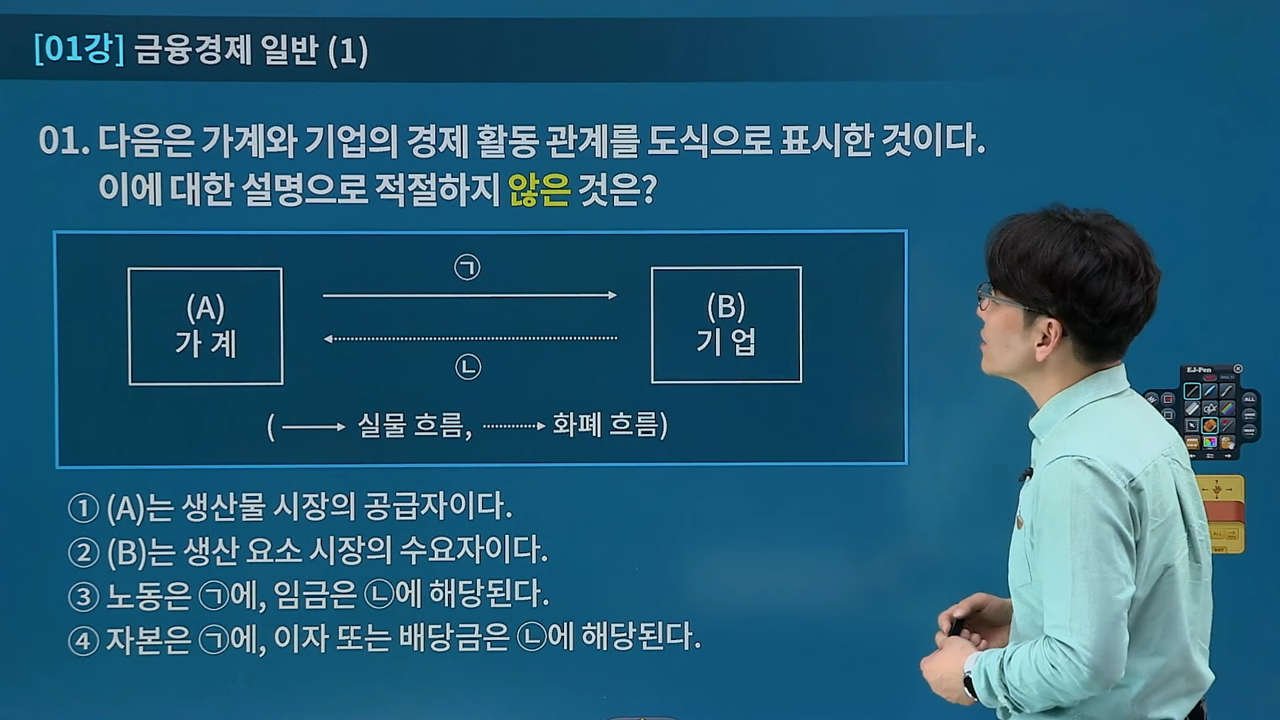 [01강] 금융경제 일반 (1)
01. 다음은 가계와 기업의 경제 활동 관계를 도식으로 표시한 것이다.
이에 대한 설명으로 적절하지 않은 것은?
㉠
(A)
가 계
(B)
기 업
㉡
( → 실물 흐름, ⋯→ 화폐 흐름)
① (A)는 생산물 시장의 공급자이다.
② (B)는 생산 요소 시장의 수요자이다.
③ 노동은 ㉠에, 임금은 ㉡에 해당된다.
④ 자본은 ㉠에, 이자 또는 배당금은 ㉡에 해당된다.
EJ-Pen
ALL